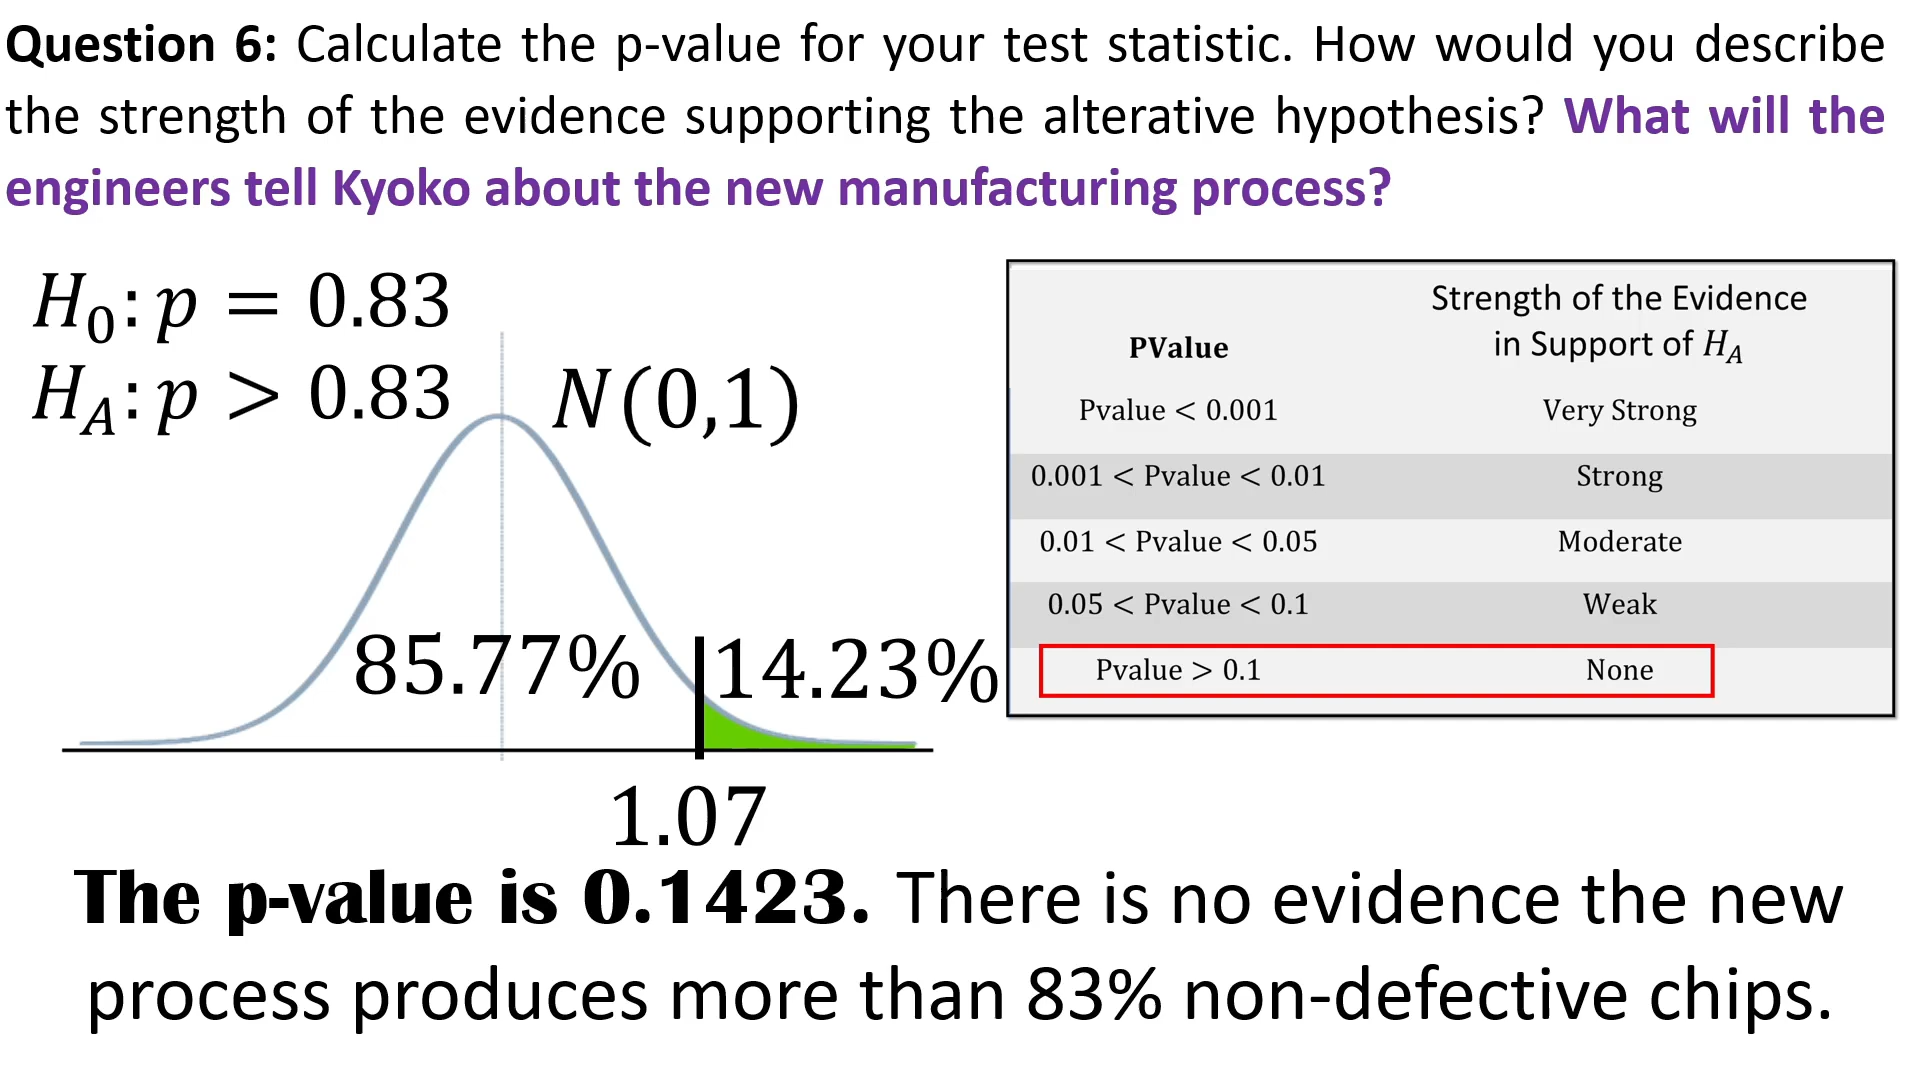 Question 6: Calculate the p-value for your test statistic. How would you describe
the strength of the evidence supporting the alterative hypothesis? What will the
engineers tell Kyoko about the new manufacturing process?
H₀: p = 0.83
H_A: p > 0.83
N(0,1)
85.77%
14.23%
1.07
Strength of the Evidence
in Support of H_A
PValue
Pvalue < 0.001 Very Strong
0.001 < Pvalue < 0.01 Strong
0.01 < Pvalue < 0.05 Moderate
0.05 < Pvalue < 0.1 Weak
Pvalue > 0.1 None
The p-value is 0.1423. There is no evidence the new
process produces more than 83% non-defective chips.